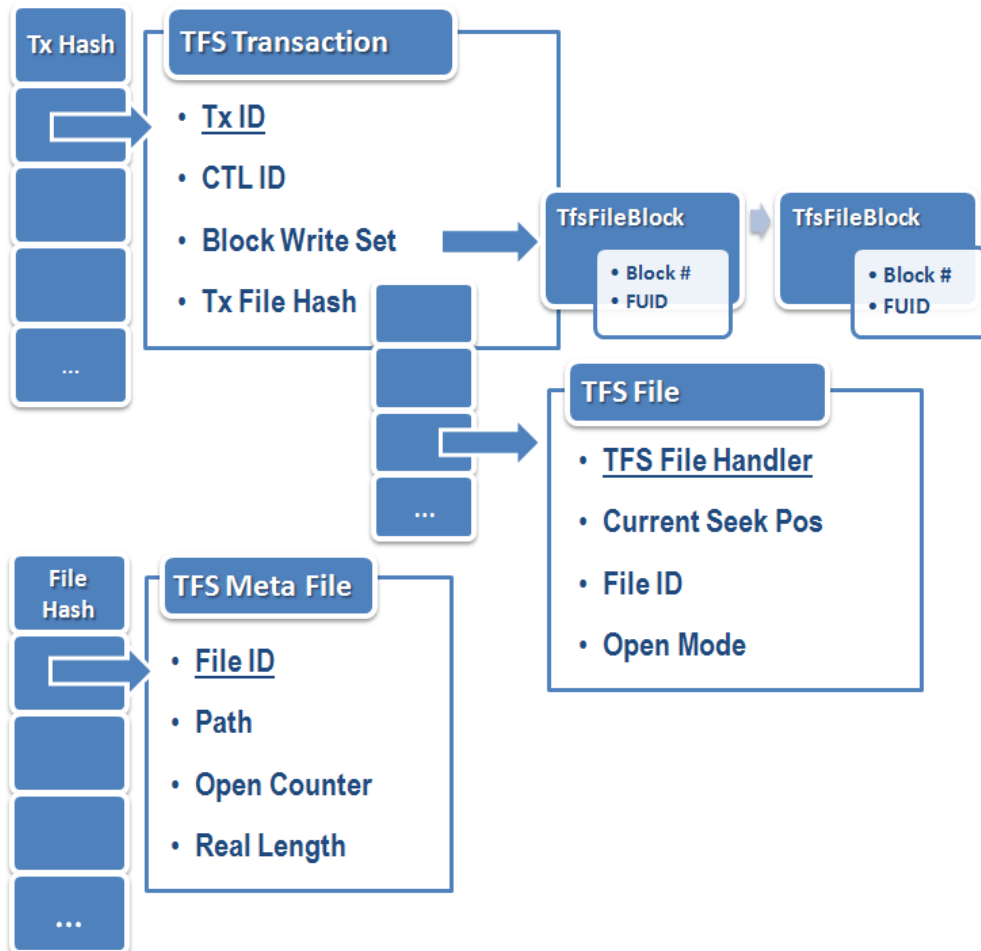 Tx Hash
TFS Transaction
• Tx ID
• CTL ID
• Block Write Set
• Tx File Hash
...
TfsFileBlock
• Block #
• FUID
TfsFileBlock
• Block #
• FUID
...
TFS File
• TFS File Handler
• Current Seek Pos
• File ID
• Open Mode
File
Hash
TFS Meta File
• File ID
• Path
• Open Counter
• Real Length
...